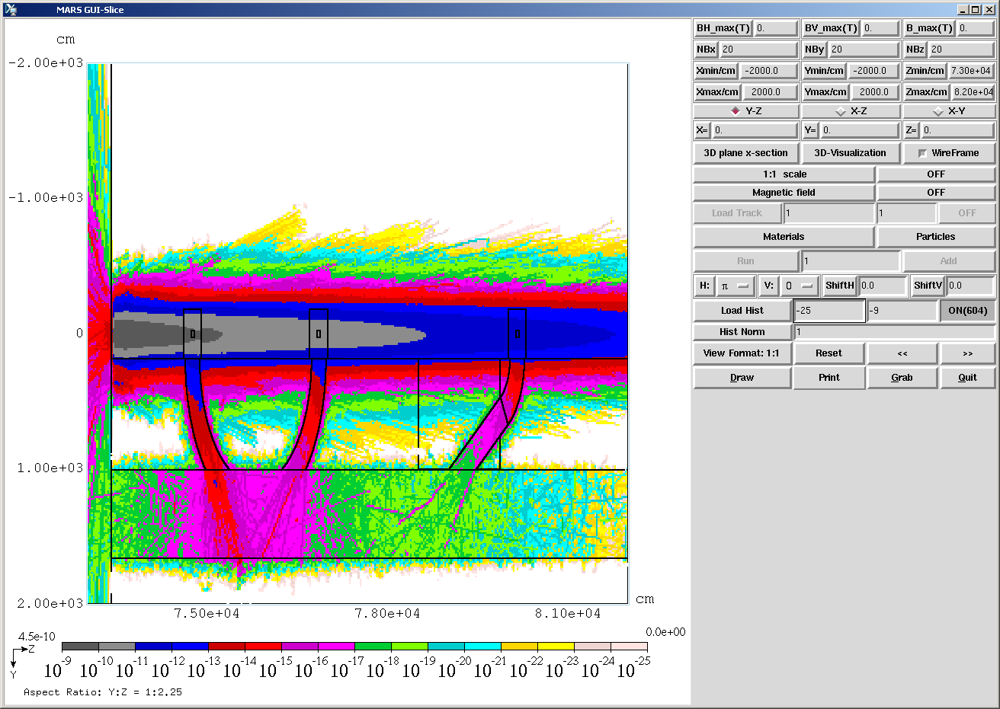 MARS GUI-Slice
cm
-2.00e+03
-1.00e+03
0
1.00e+03
2.00e+03
7.50e+04 7.80e+04 8.10e+04
cm
4.5e-10 0.0e+00
10-9 10-10 10-11 10-12 10-13 10-14 10-15 10-16 10-17 10-18 10-19 10-20 10-21 10-22 10-23 10-24 10-25
Z
Y
Aspect Ratio: Y:Z = 1:2.25
BH_max(T) 0. BV_max(T) 0. B_max(T) 0.
NBx 20 NBy 20 NBz 20
Xmin/cm -2000.0 Ymin/cm -2000.0 Zmin/cm 7.30e+04
Xmax/cm 2000.0 Ymax/cm 2000.0 Zmax/cm 8.20e+04
Y-Z X-Z X-Y
X= 0. Y= 0. Z= 0.
3D plane x-section 3D-Visualization WireFrame
1:1 scale OFF
Magnetic field OFF
Load Track 1 1 OFF
Materials Particles
Run 1 Add
H: π V: 0 ShiftH 0.0 ShiftV 0.0
Load Hist -25 -9 ON(604)
Hist Norm 1
View Format: 1:1 Reset << >>
Draw Print Grab Quit